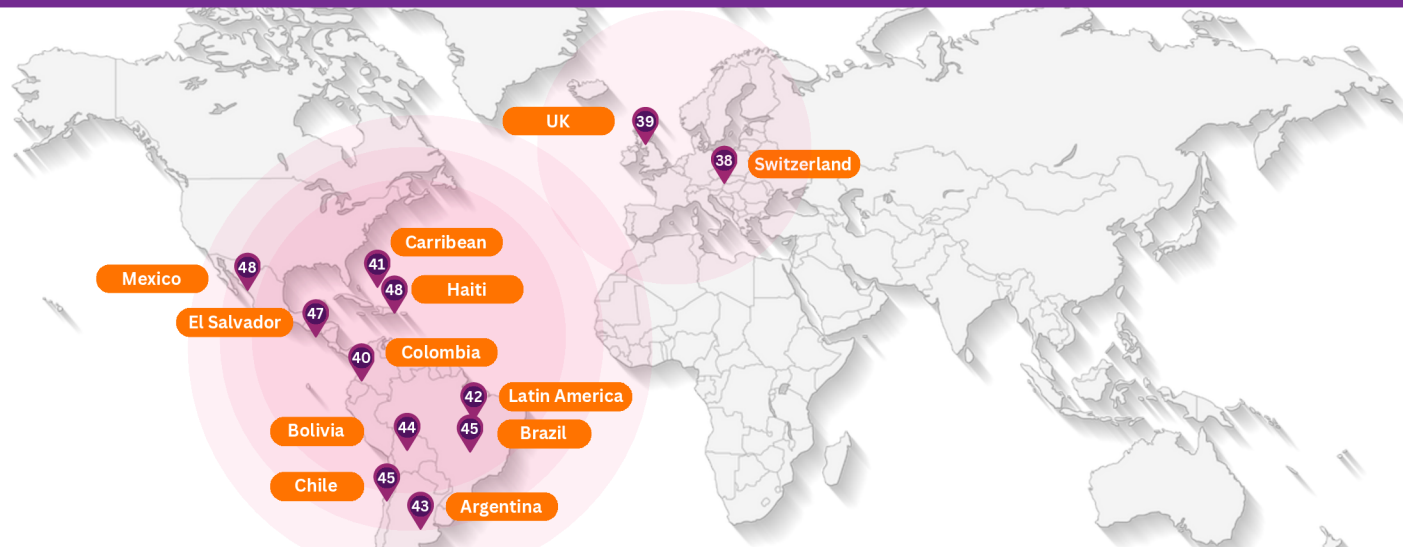 UK
39
38
Switzerland
Carribean
41
Mexico
48
48
Haiti
El Salvador
47
40
Colombia
42
Latin America
Bolivia
44
45
Brazil
Chile
45
43
Argentina